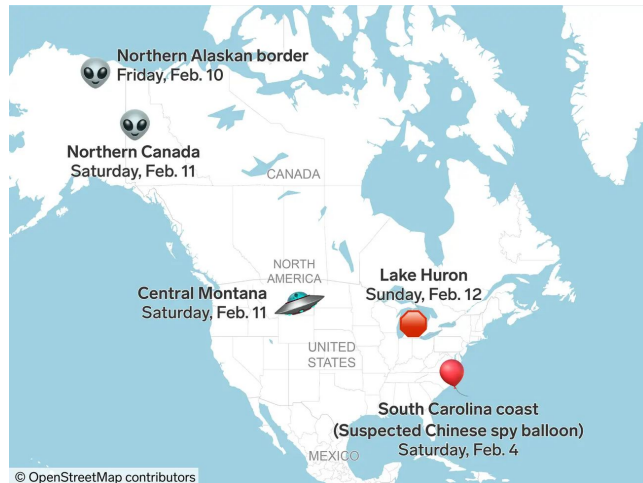 Northern Alaskan border
Friday, Feb. 10
Northern Canada
Saturday, Feb. 11
CANADA
NORTH
AMERICA
Central Montana
Saturday, Feb. 11
Lake Huron
Sunday, Feb. 12
UNITED
STATES
South Carolina coast
(Suspected Chinese spy balloon)
Saturday, Feb. 4
MEXICO
© OpenStreetMap contributors